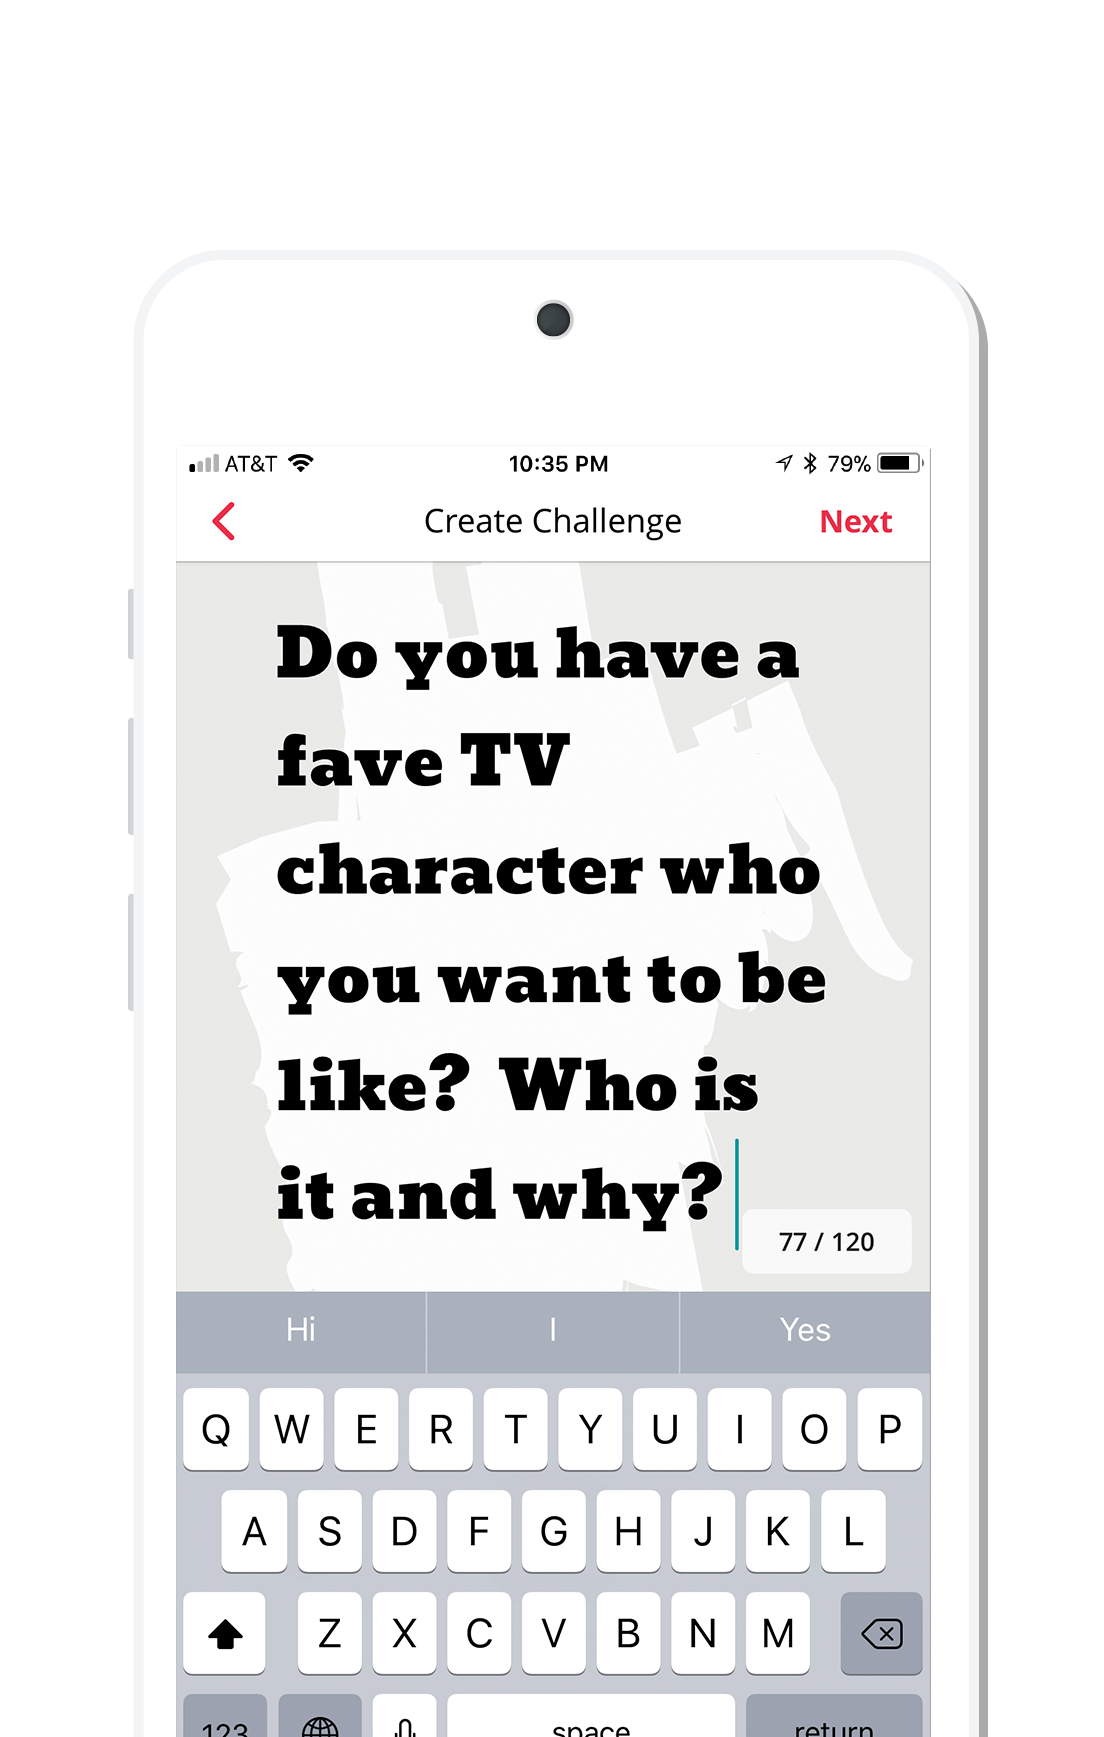 AT&T 10:35 PM 79%
Create Challenge Next
Do you have a
fave TV
character who
you want to be
like?  Who is
it and why?
77 / 120
Hi I Yes
Q W E R T Y U I O P
A S D F G H J K L
Z X C V B N M
123 space return